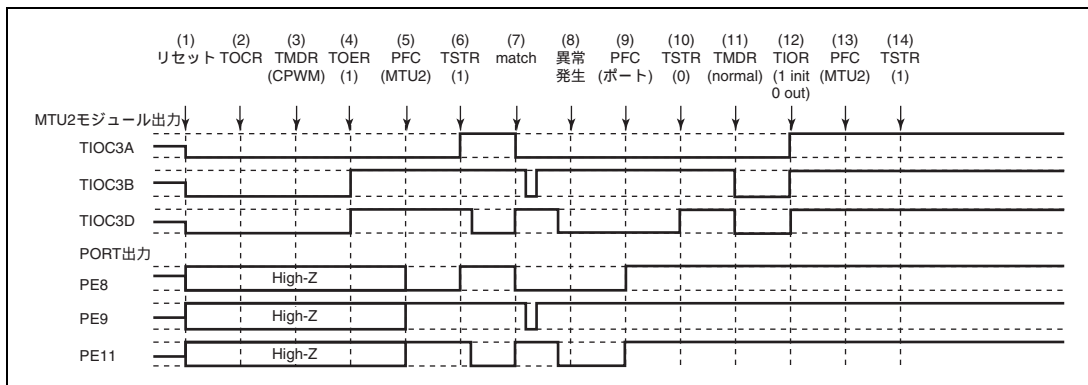 (1) (2) (3) (4) (5) (6) (7) (8) (9) (10) (11) (12) (13) (14)
リセット TOCR TMDR TOER PFC TSTR match 異常 PFC TSTR TMDR TIOR PFC TSTR
(CPWM) (1) (MTU2) (1) 発生 (ポート) (0) (normal) (1 init (MTU2) (1)
0 out)
MTU2モジュール出力
TIOC3A
TIOC3B
TIOC3D
PORT出力
PE8 High-Z
PE9 High-Z
PE11 High-Z